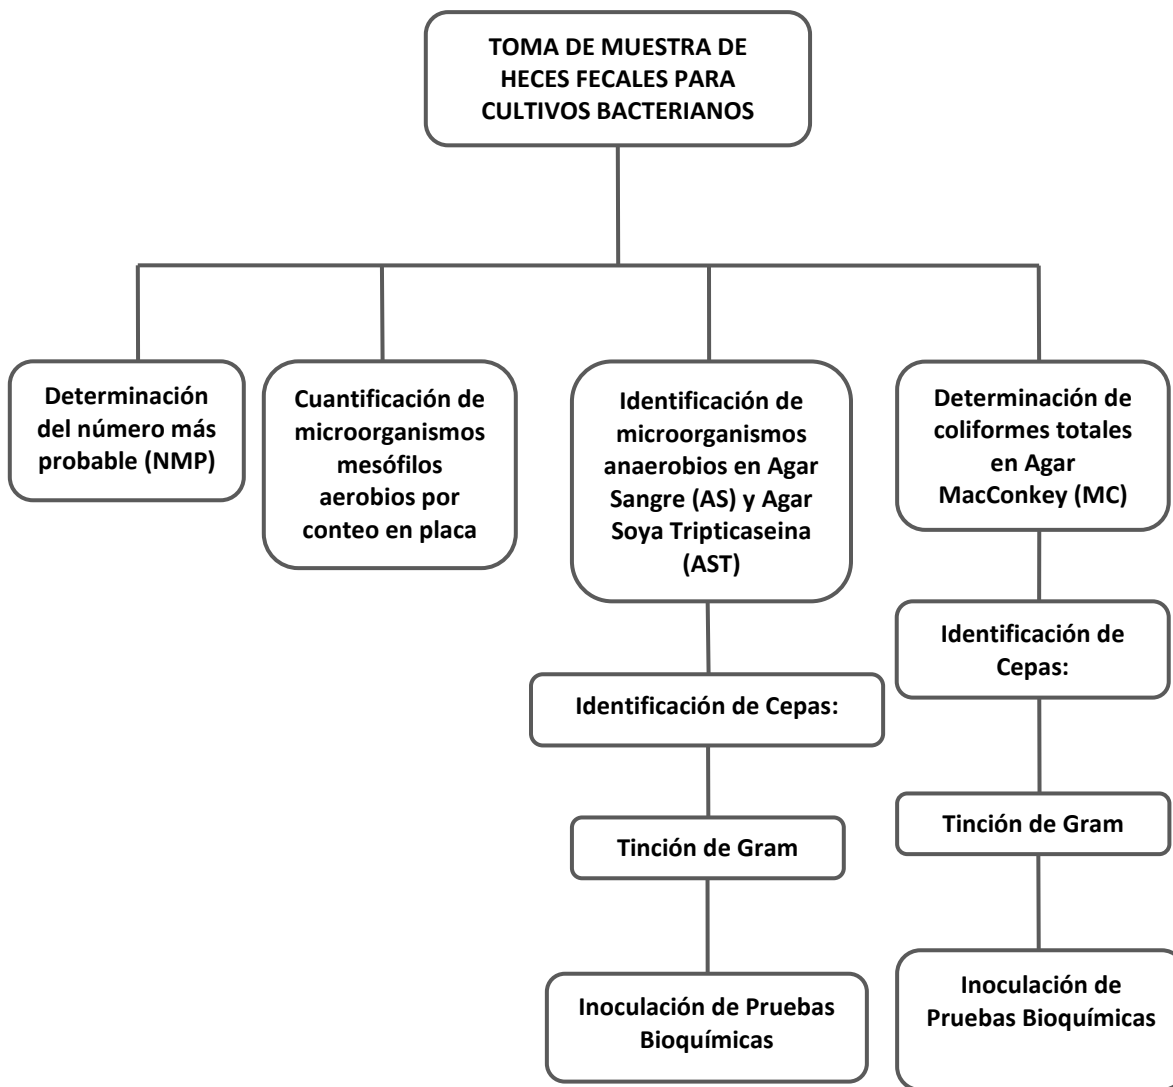 TOMA DE MUESTRA DE
HECES FECALES PARA
CULTIVOS BACTERIANOS
Determinación
del número más
probable (NMP)
Cuantificación de
microorganismos
mesófilos
aerobios por
conteo en placa
Identificación de
microorganismos
anaerobios en Agar
Sangre (AS) y Agar
Soya Tripticaseina
(AST)
Determinación de
coliformes totales
en Agar
MacConkey (MC)
Identificación de Cepas:
Tinción de Gram
Inoculación de Pruebas
Bioquímicas
Identificación de
Cepas:
Tinción de Gram
Inoculación de
Pruebas Bioquímicas